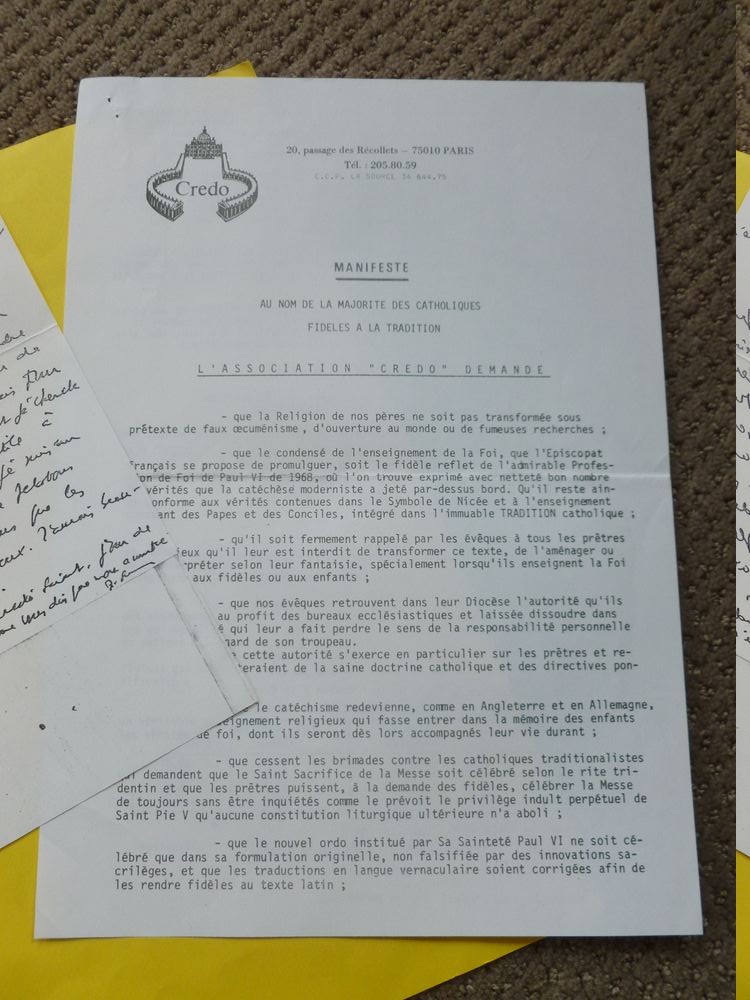 Credo
20, passage des Récollets – 75010 PARIS
Tél. : 205.80.59
C.C.P. LA SOURCE 34 644,75
MANIFESTE
AU NOM DE LA MAJORITE DES CATHOLIQUES
FIDELES A LA TRADITION
L'ASSOCIATION "CREDO" DEMANDE
- que la Religion de nos pères ne soit pas transformée sous
prétexte de faux œcuménisme , d'ouverture au monde ou de fumeuses recherches ;
- que le condensé de l'enseignement de la Foi, que l'Episcopat
français se propose de promulguer, soit le fidèle reflet de l'admirable Profes-
ion de Foi de Paul VI de 1968, où l'on trouve exprimé avec netteté bon nombre
vérités que la catéchèse moderniste a jeté par-dessus bord. Qu'il reste ain-
onforme aux vérités contenues dans le Symbole de Nicée et à l'enseignement
ant des Papes et des Conciles, intégré dans l'immuable TRADITION catholique ;
- qu'il soit fermement rappelé par les évêques à tous les prêtres
ieux qu'il leur est interdit de transformer ce texte, de l'aménager ou
préter selon leur fantaisie, spécialement lorsqu'ils enseignent la Foi
aux fidèles ou aux enfants ;
- que nos évêques retrouvent dans leur Diocèse l'autorité qu'ils
au profit des bureaux ecclésiastiques et laissée dissoudre dans
é qui leur a fait perdre le sens de la responsabilité personnelle
gard de son troupeau.
cette autorité s'exerce en particulier sur les prêtres et re-
teraient de la saine doctrine catholique et des directives pon-
le catéchisme redevienne, comme en Angleterre et en Allemagne,
eignement religieux qui fasse entrer dans la mémoire des enfants
de foi, dont ils seront dès lors accompagnés leur vie durant ;
- que cessent les brimades contre les catholiques traditionalistes
qui demandent que le Saint Sacrifice de la Messe soit célébré selon le rite tri-
dentin et que les prêtres puissent, à la demande des fidèles, célébrer la Messe
de toujours sans être inquiétés comme le prévoit le privilège indult perpétuel de
Saint Pie V qu'aucune constitution liturgique ultérieure n'a aboli ;
- que le nouvel ordo institué par Sa Sainteté Paul VI ne soit cé-
lébré que dans sa formulation originelle, non falsifiée par des innovations sa-
crilèges, et que les traductions en langue vernaculaire soient corrigées afin de
les rendre fidèles au texte latin ;